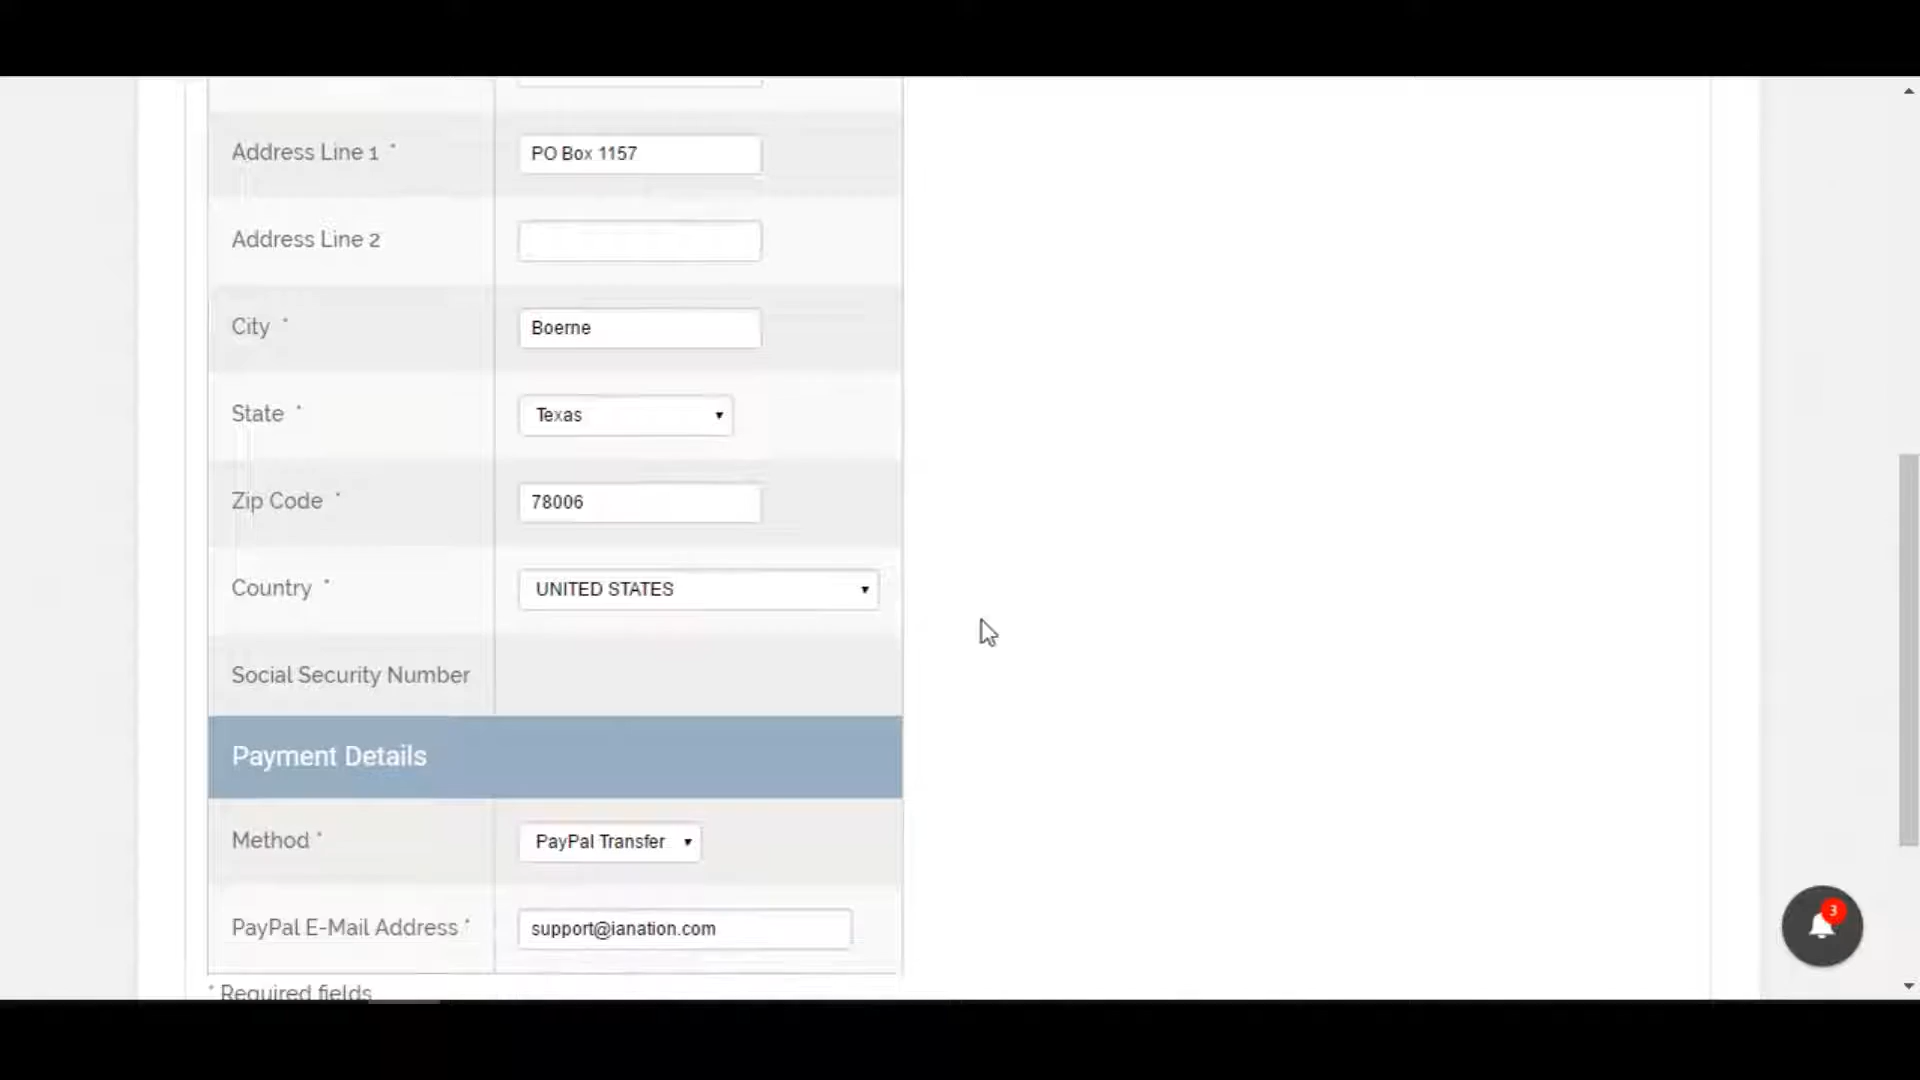 Address Line 1 * PO Box 1157
Address Line 2
City * Boerne
State * Texas
Zip Code * 78006
Country * UNITED STATES
Social Security Number
Payment Details
Method * PayPal Transfer
PayPal E-Mail Address * support@ianation.com
* Required fields
3